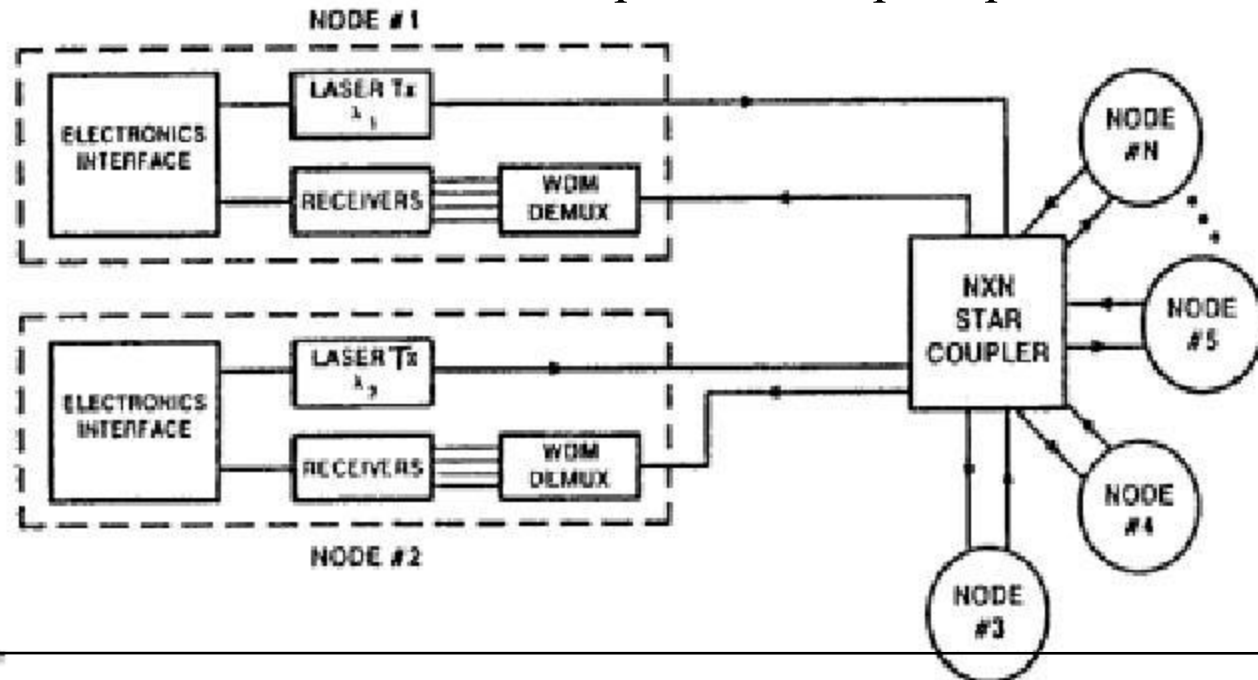 NODE #1
ELECTRONICS
INTERFACE
LASER Tx
λ1
RECEIVERS
WDM
DEMUX
NODE
#N
NXN
STAR
COUPLER
NODE
#5
ELECTRONICS
INTERFACE
LASER Tx
λ2
RECEIVERS
WDM
DEMUX
NODE #2
NODE
#4
NODE
#3